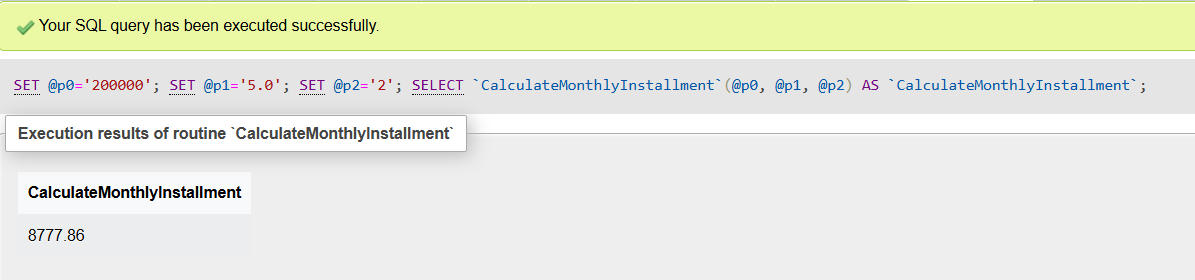 Your SQL query has been executed successfully.
SET @p0='200000'; SET @p1='5.0'; SET @p2='2'; SELECT `CalculateMonthlyInstallment`(@p0, @p1, @p2) AS `CalculateMonthlyInstallment`;
Execution results of routine `CalculateMonthlyInstallment`
CalculateMonthlyInstallment
8777.86